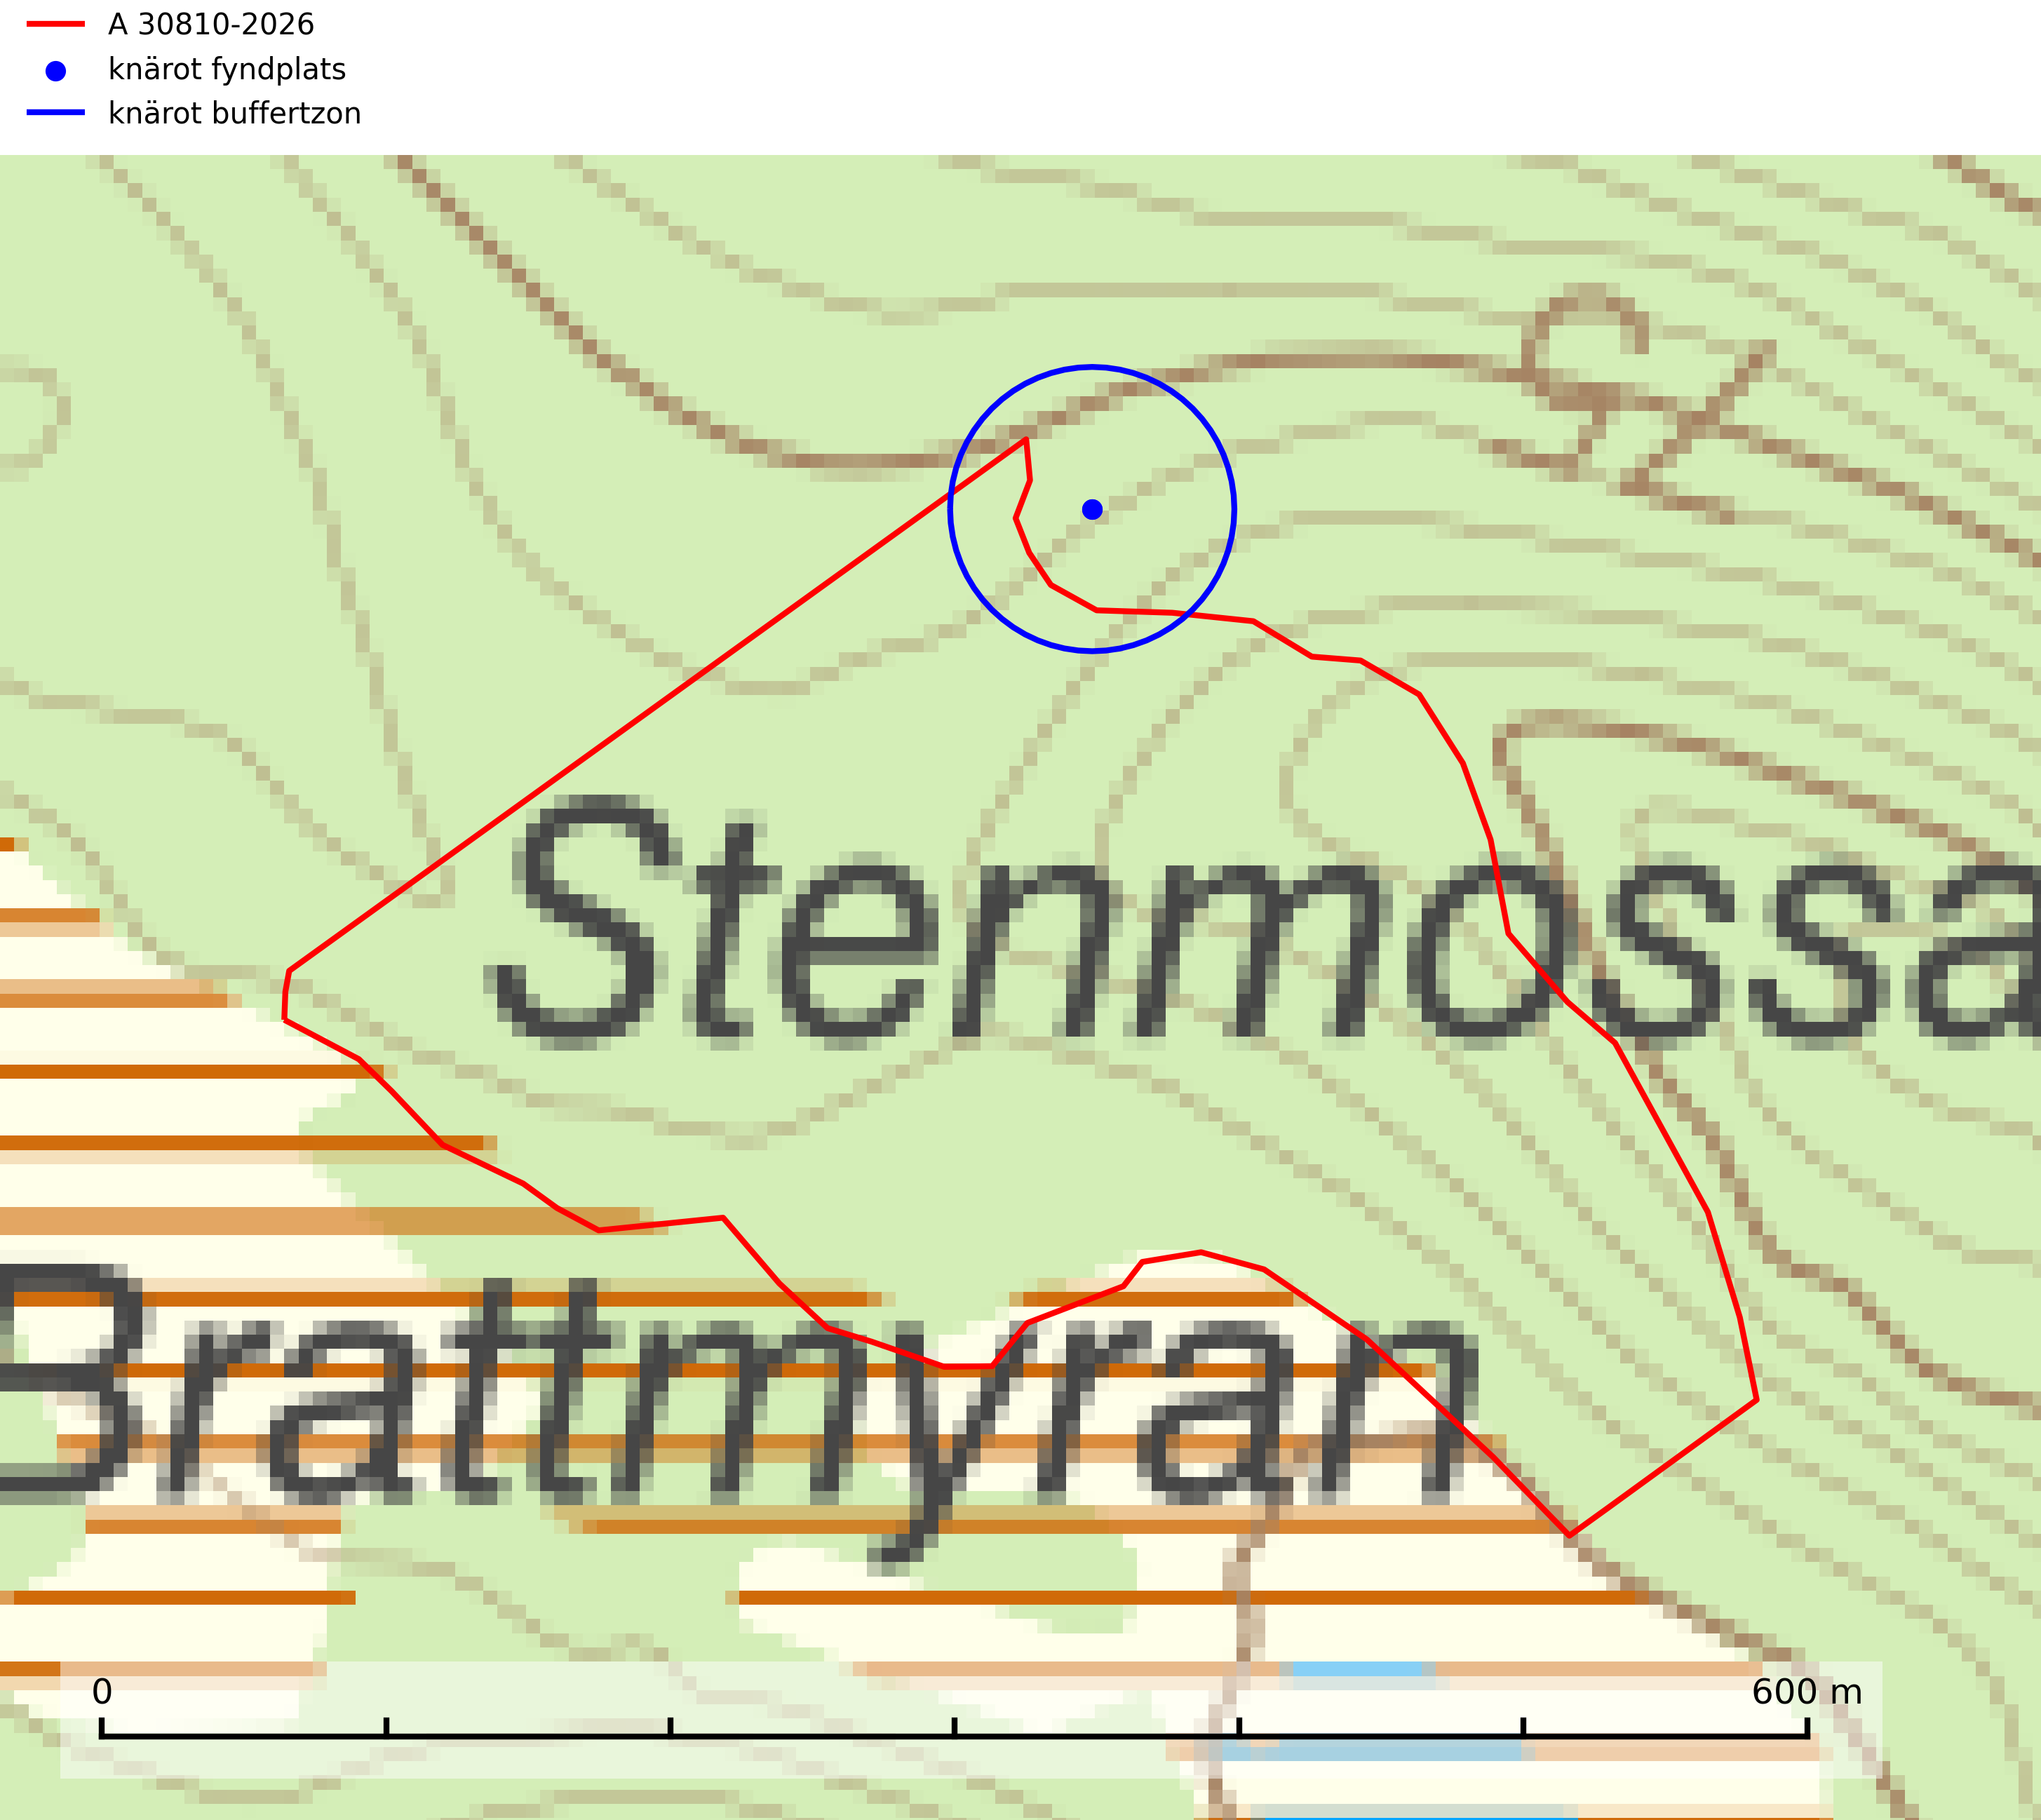 A 30810-2026
knärot fyndplats
knärot buffertzon
Stenmossa
Brattmyran
0
600 m